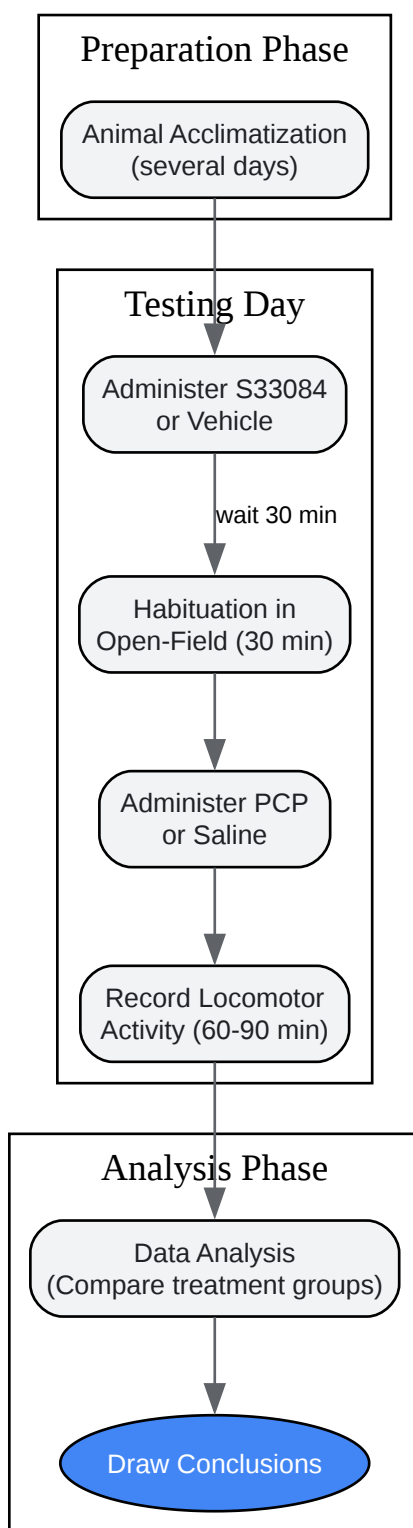 Preparation Phase
Animal Acclimatization
(several days)
Testing Day
Administer S33084
or Vehicle
wait 30 min
Habituation in
Open-Field (30 min)
Administer PCP
or Saline
Record Locomotor
Activity (60-90 min)
Analysis Phase
Data Analysis
(Compare treatment groups)
Draw Conclusions